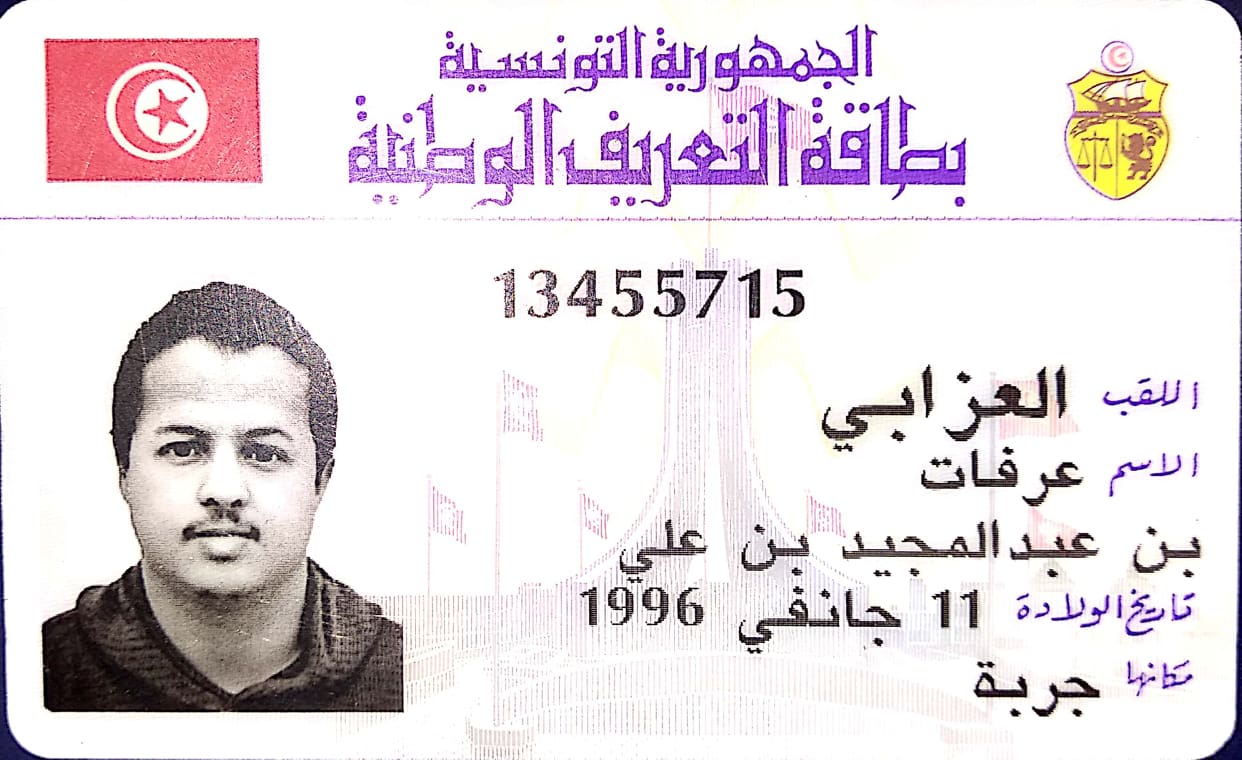 الجمهورية التونسية
بطاقة التعريف الوطنية
13455715
اللقب العزابي
الاسم عرفات
بن عبدالمجيد بن علي
تاريخ الولادة 11 جانفي 1996
مكانها جربة